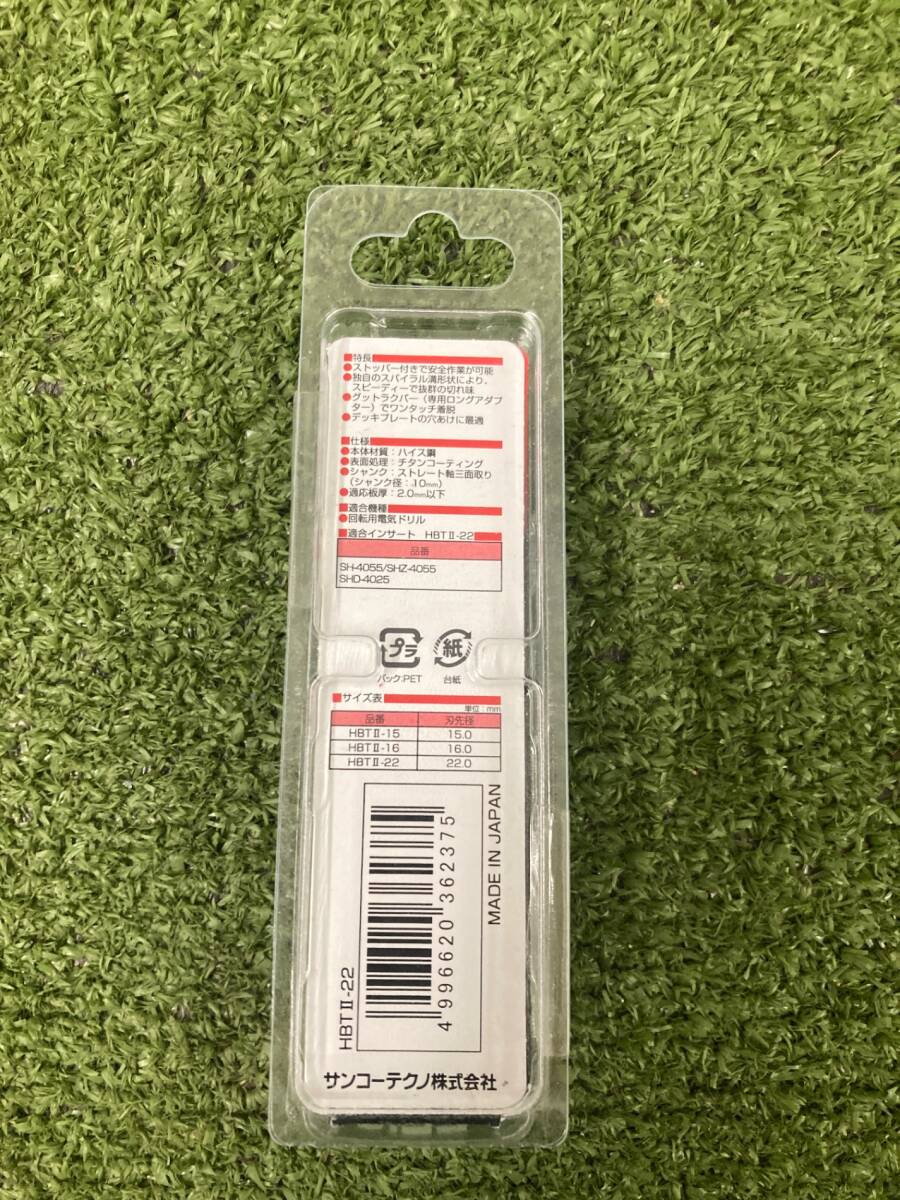 ■特長
●ストッパー付きで安全作業が可能
●独自のスパイラル溝形状により、
スピーディーで抜群の切れ味
●グットラクバー（専用ロングアダプ
ター）でワンタッチ着脱
●デッキプレートの穴あけに最適
■仕様
●本体材質：ハイス鋼
●表面処理：チタンコーティング
●シャンク：ストレート軸三面取り
（シャンク径：10mm）
●適応板厚：2.0mm以下
■適合機種
●回転用電気ドリル
■適合インサート HBTⅡ-22
品番
SH-4055/SHZ-4055
SHD-4025
プラ 紙
パック:PET 台紙
■サイズ表
単位：mm
品番 刃先径
HBTⅡ-15 15.0
HBTⅡ-16 16.0
HBTⅡ-22 22.0
HBTⅡ-22
4 996620 362375
MADE IN JAPAN
サンコーテクノ株式会社